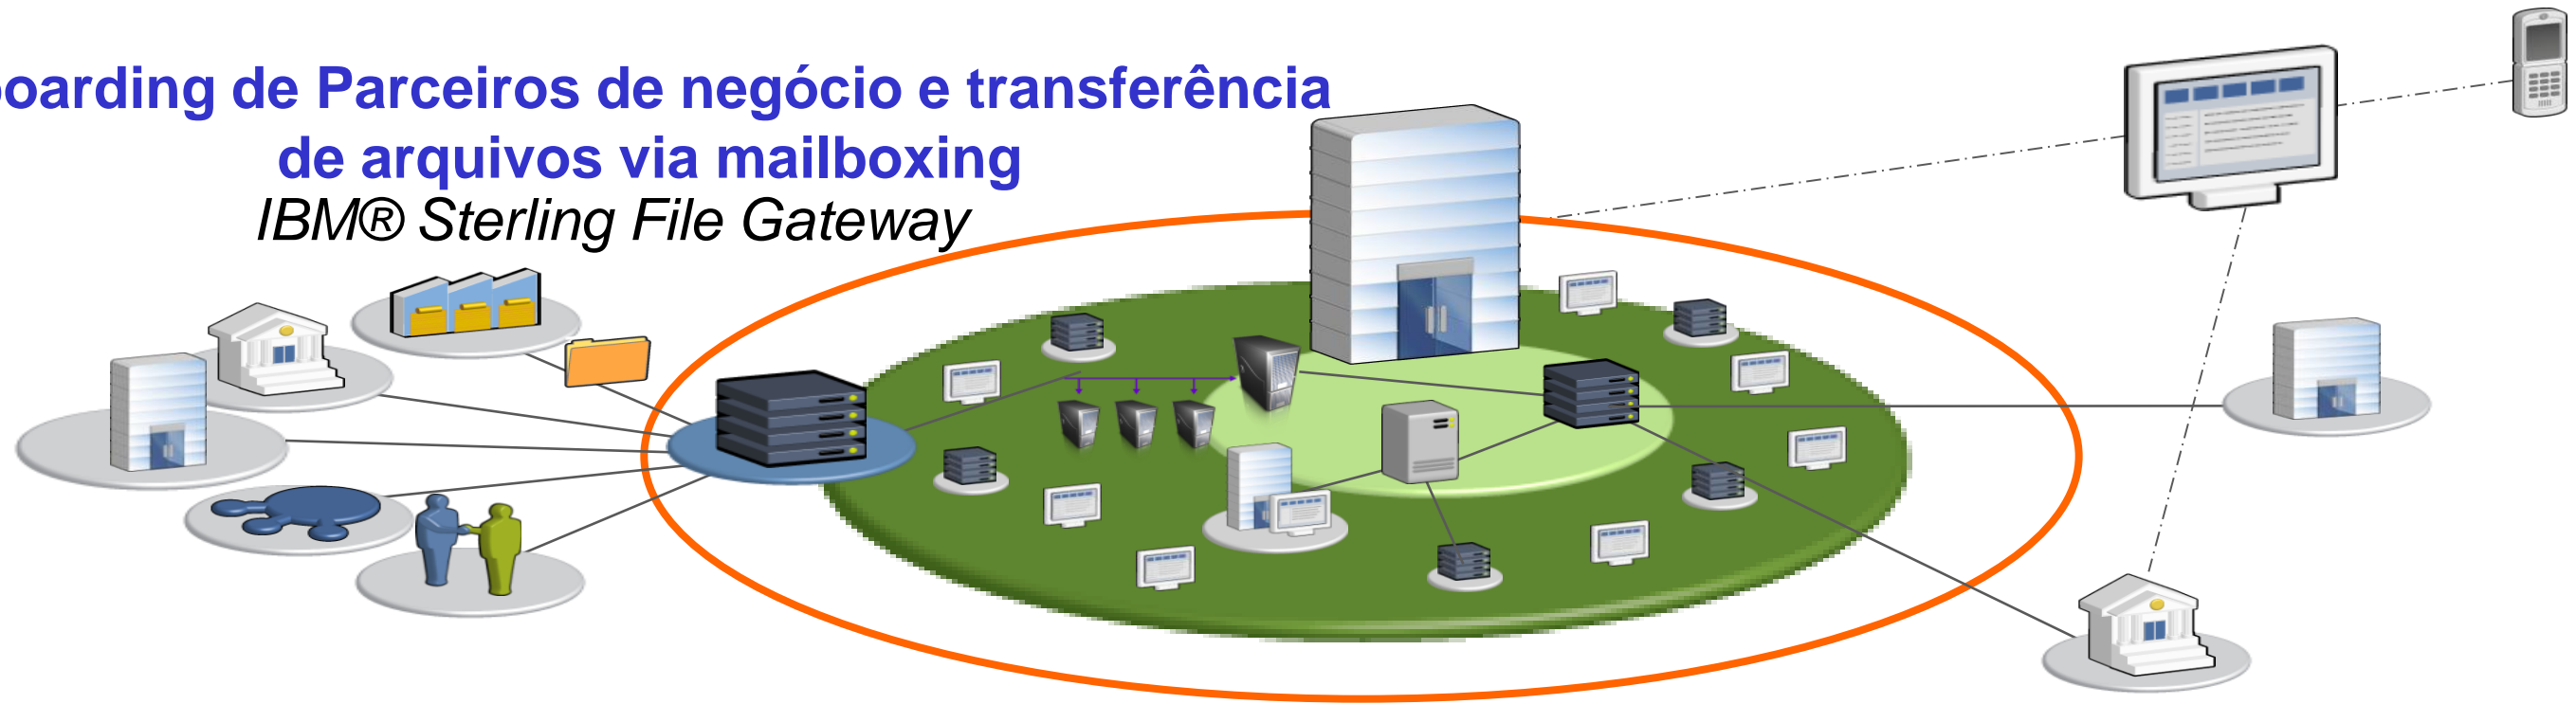 oarding de Parceiros de negócio e transferência
de arquivos via mailboxing
IBM® Sterling File Gateway